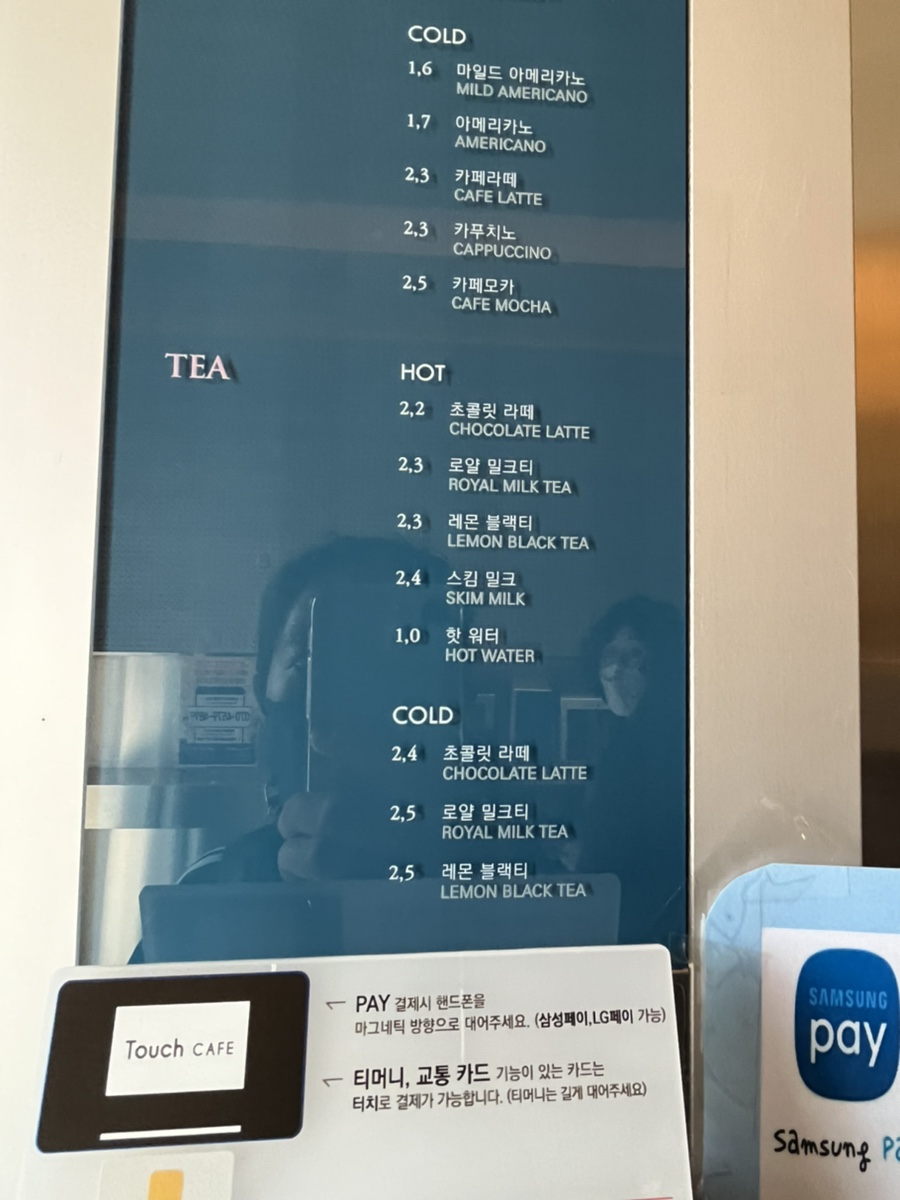 COLD
1,6 마일드 아메리카노
MILD AMERICANO
1,7 아메리카노
AMERICANO
2,3 카페라떼
CAFE LATTE
2,3 카푸치노
CAPPUCCINO
2,5 카페모카
CAFE MOCHA
TEA
HOT
2,2 초콜릿 라떼
CHOCOLATE LATTE
2,3 로얄 밀크티
ROYAL MILK TEA
2,3 레몬 블랙티
LEMON BLACK TEA
2,4 스킴 밀크
SKIM MILK
1,0 핫 워터
HOT WATER
COLD
2,4 초콜릿 라떼
CHOCOLATE LATTE
2,5 로얄 밀크티
ROYAL MILK TEA
2,5 레몬 블랙티
LEMON BLACK TEA
Touch CAFE
PAY 결제시 핸드폰을
마그네틱 방향으로 대어주세요. (삼성페이,LG페이 가능)
티머니, 교통 카드 기능이 있는 카드는
터치로 결제가 가능합니다. (티머니는 길게 대어주세요)
SAMSUNG
pay
Samsung Pa